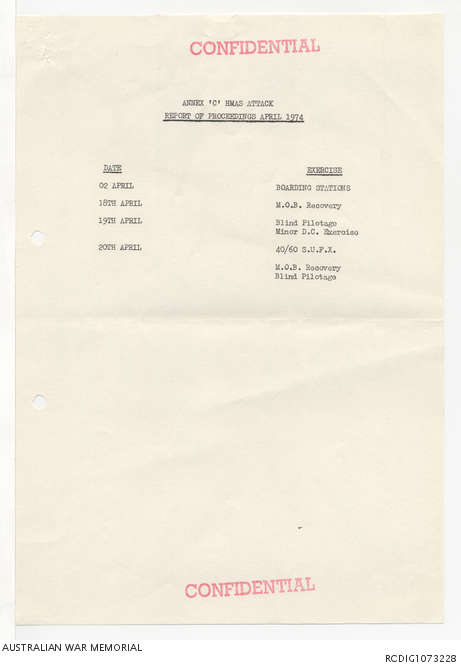 CONFIDENTIAL
ANNEX 'C' HMAS ATTACK
REPORT OF PROCEEDINGS APRIL 1974
DATE EXERCISE
02 APRIL BOARDING STATIONS
18TH APRIL M.O.B. Recovery
19TH APRIL Blind Pilotage
Minor D.C. Exercise
20TH APRIL 40/60 S.U.F.X.
M.O.B. Recovery
Blind Pilotage
CONFIDENTIAL
AUSTRALIAN WAR MEMORIAL RCDIG1073228